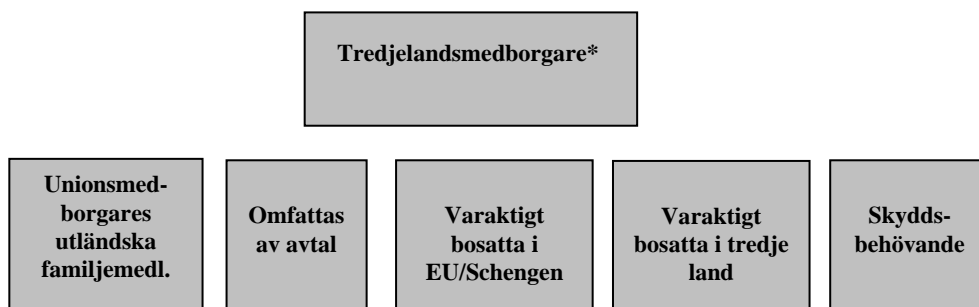 Tredjelandsmedborgare*
Unionsmed-
borgares
utländska
familjemedl.
Omfattas
av avtal
Varaktigt
bosatta i
EU/Schengen
Varaktigt
bosatta i tredje
land
Skydds-
behövande